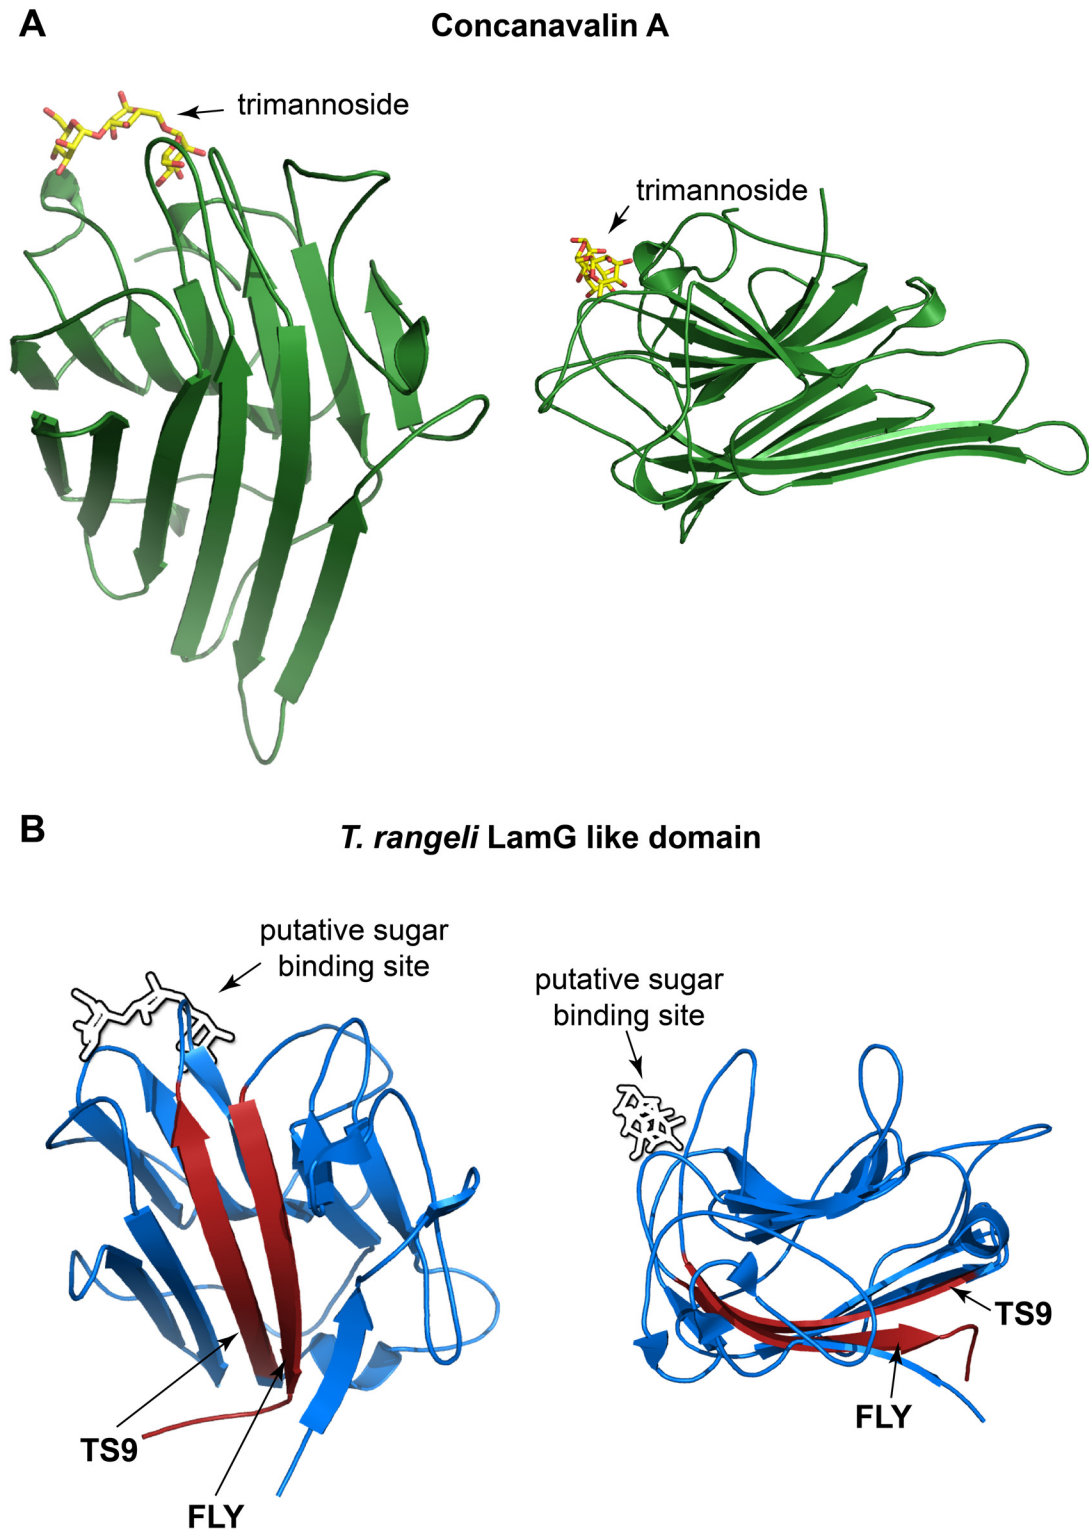 A
Concanavalin A
trimannoside
trimannoside
B
T. rangeli LamG like domain
putative sugar
binding site
putative sugar
binding site
TS9
FLY
TS9
FLY